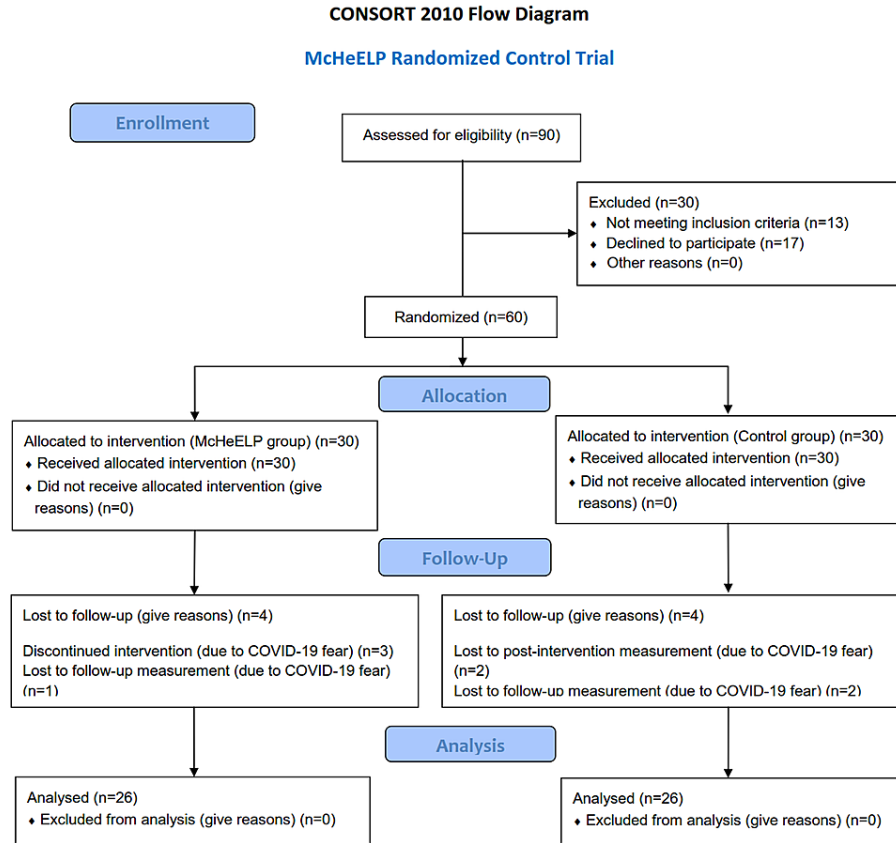 CONSORT 2010 Flow Diagram
McHeELP Randomized Control Trial
Enrollment
Assessed for eligibility (n=90)
Excluded (n=30)
♦ Not meeting inclusion criteria (n=13)
♦ Declined to participate (n=17)
♦ Other reasons (n=0)
Randomized (n=60)
Allocation
Allocated to intervention (McHeELP group) (n=30)
♦ Received allocated intervention (n=30)
♦ Did not receive allocated intervention (give
reasons) (n=0)
Allocated to intervention (Control group) (n=30)
♦ Received allocated intervention (n=30)
♦ Did not receive allocated intervention (give
reasons) (n=0)
Follow-Up
Lost to follow-up (give reasons) (n=4)
Discontinued intervention (due to COVID-19 fear) (n=3)
Lost to follow-up measurement (due to COVID-19 fear)
(n=1)
Lost to follow-up (give reasons) (n=4)
Lost to post-intervention measurement (due to COVID-19 fear)
(n=2)
Lost to follow-up measurement (due to COVID-19 fear) (n=2)
Analysis
Analysed (n=26)
♦ Excluded from analysis (give reasons) (n=0)
Analysed (n=26)
♦ Excluded from analysis (give reasons) (n=0)